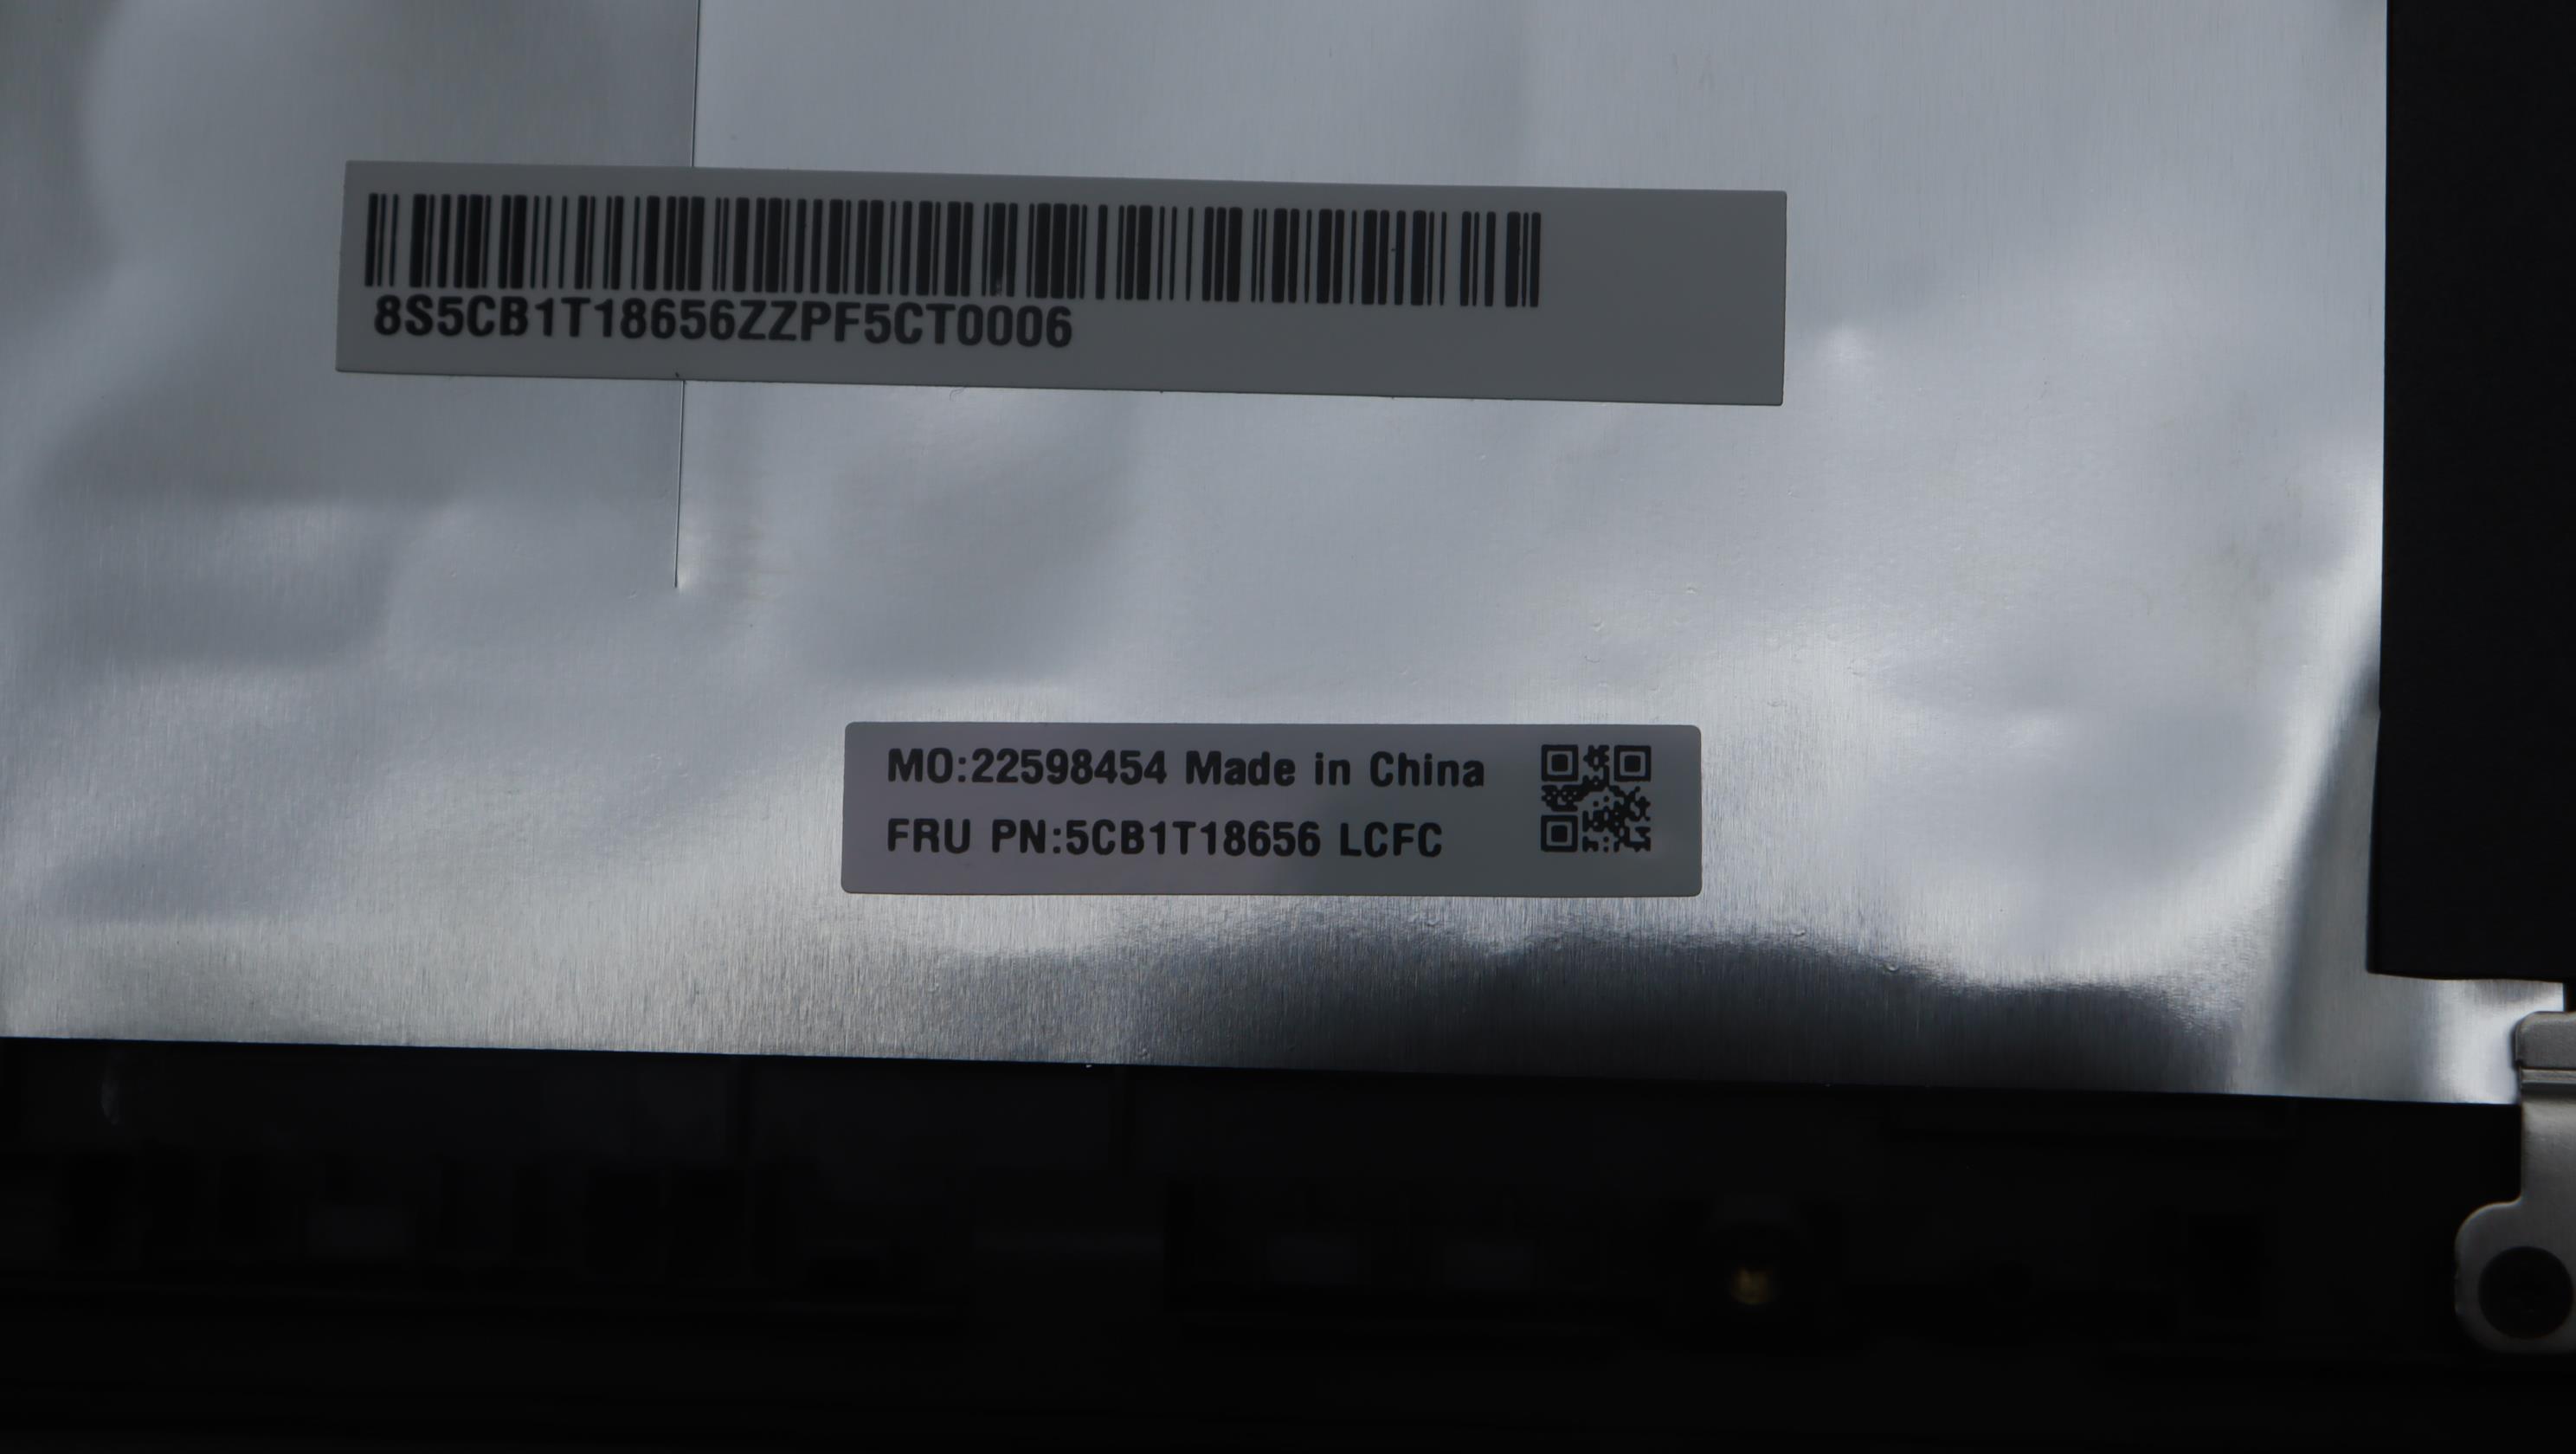 8S5CB1T18656ZZPF5CT0006
MO:22598454 Made in China
FRU PN:5CB1T18656 LCFC